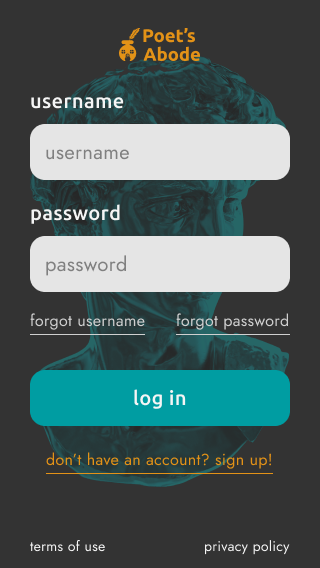 Poet’s
Abode
username
username
password
password
forgot username forgot password
log in
don’t have an account? sign up!
terms of use privacy policy